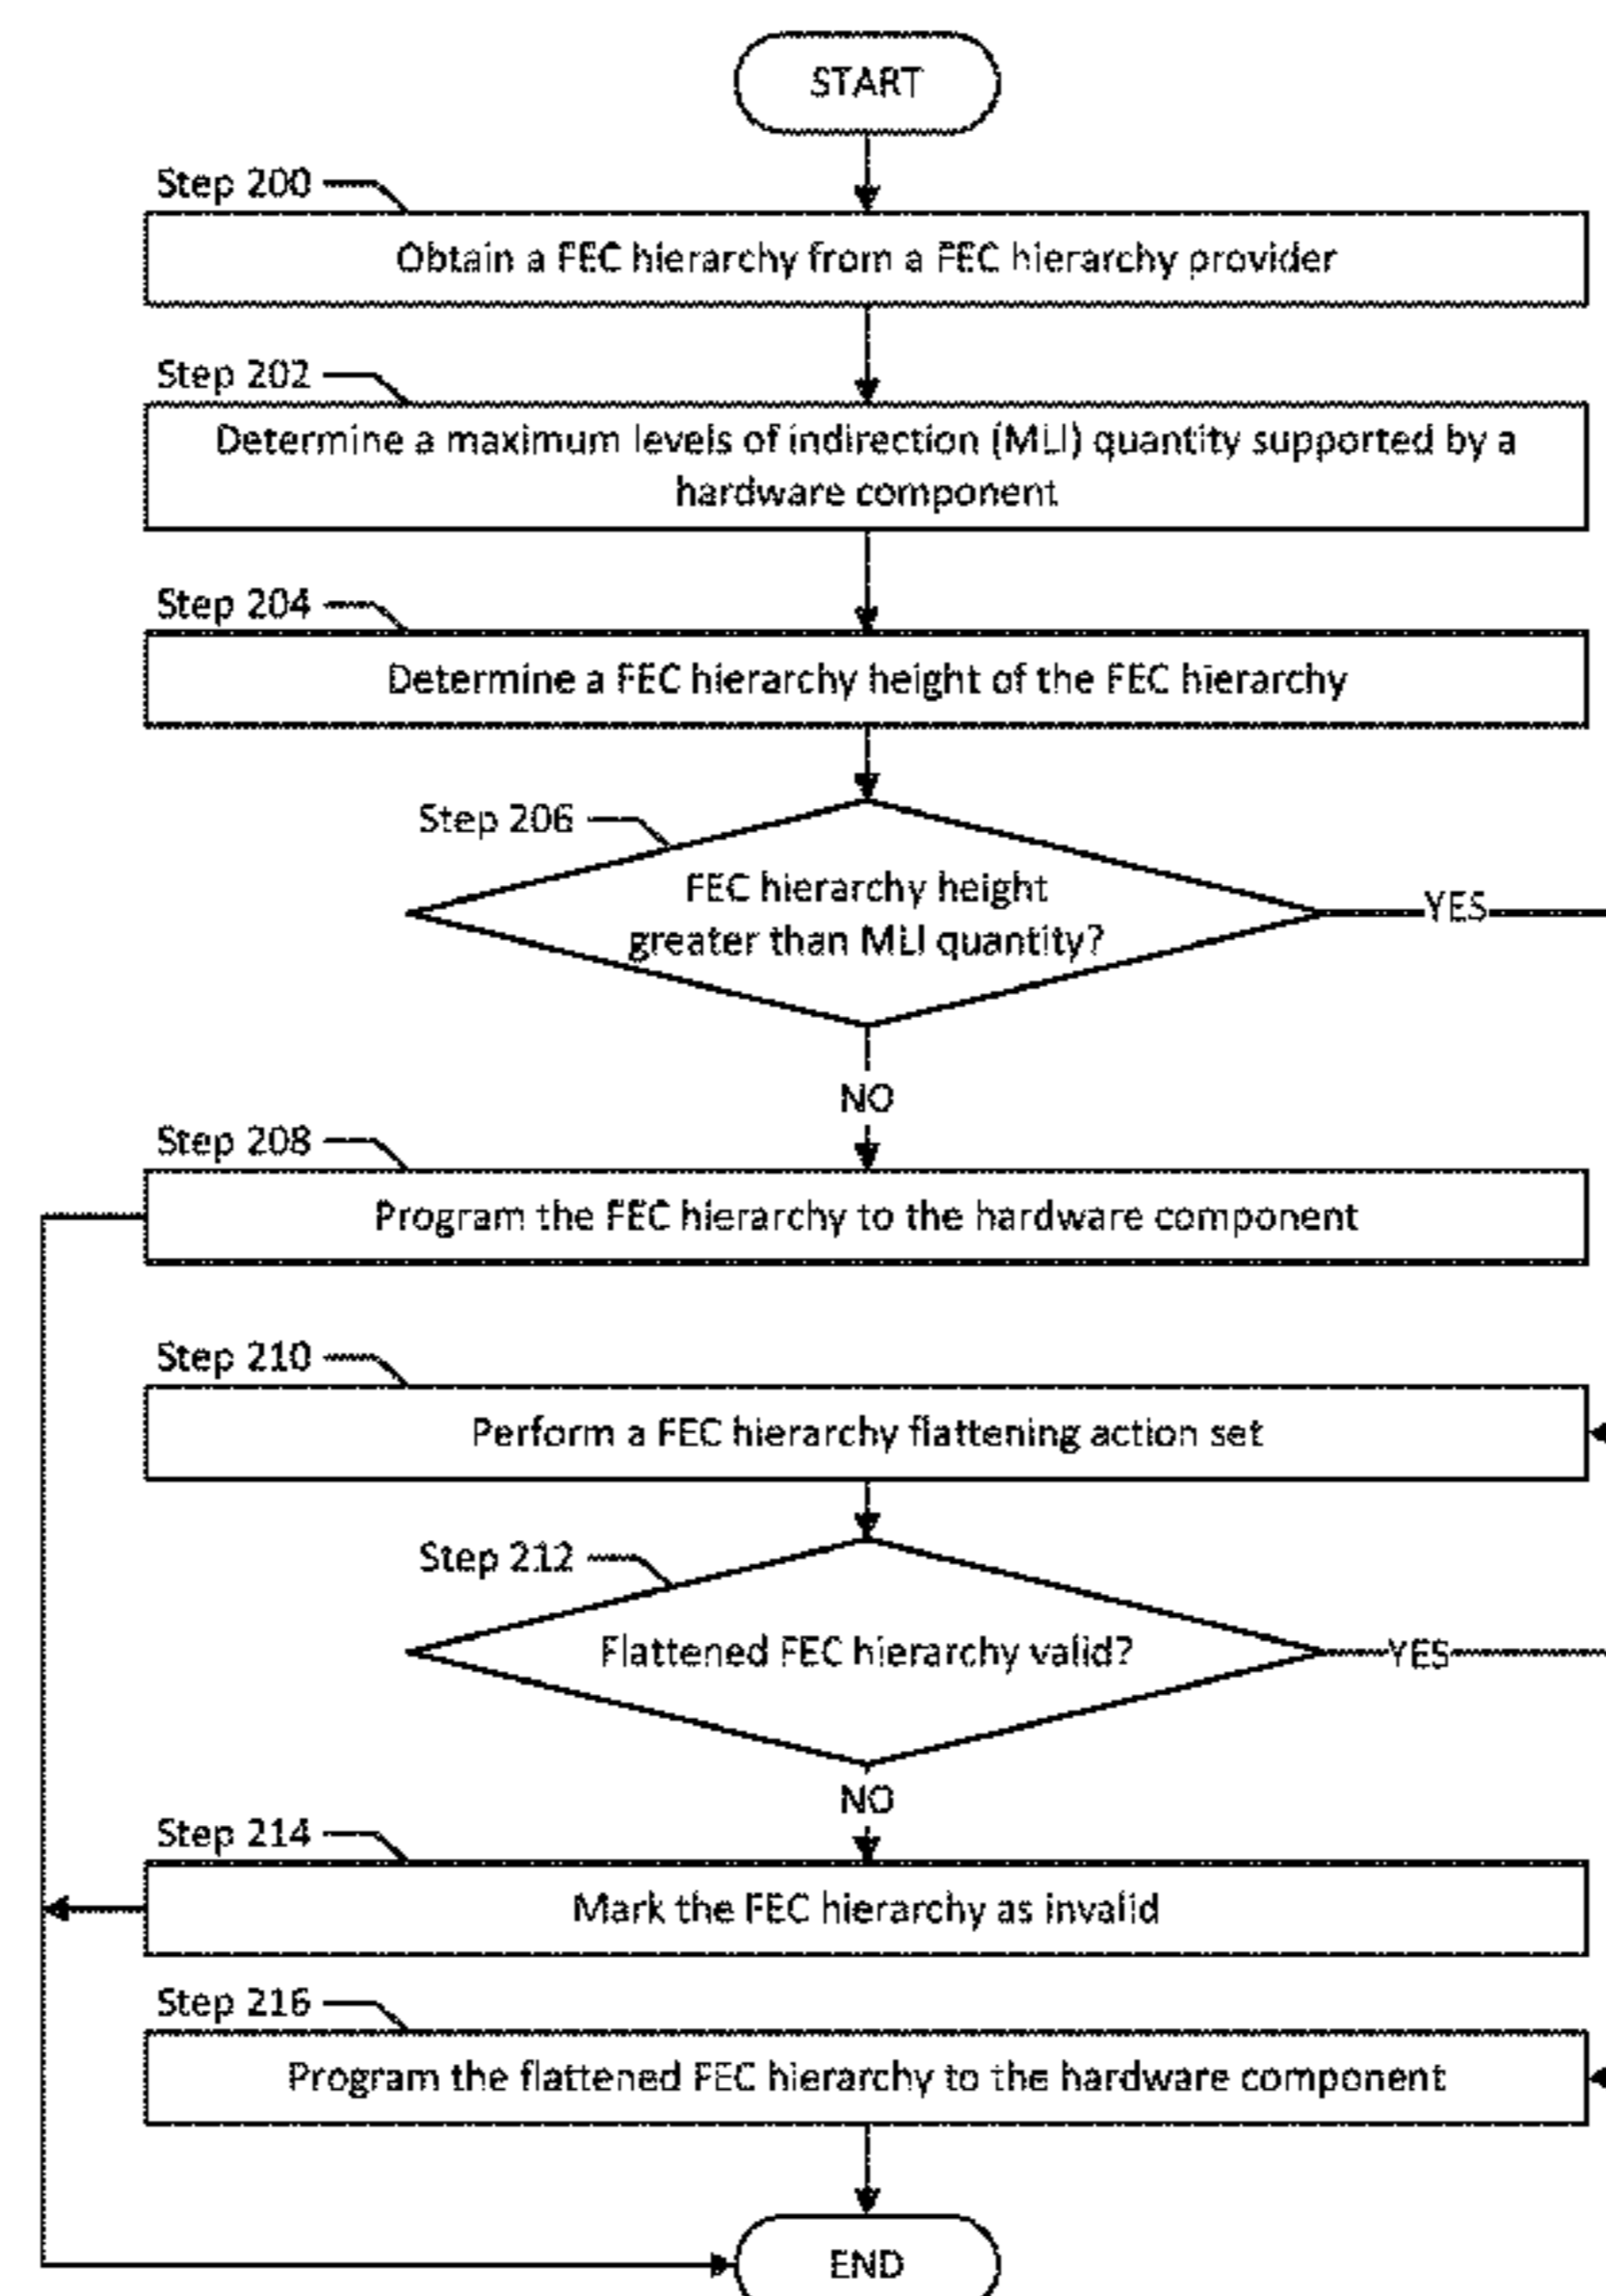 START
Step 200
Obtain a FEC hierarchy from a FEC hierarchy provider
Step 202
Determine a maximum levels of indirection (MLI) quantity supported by a
hardware component
Step 204
Determine a FEC hierarchy height of the FEC hierarchy
Step 206
FEC hierarchy height
greater than MLI quantity?
YES
NO
Step 208
Program the FEC hierarchy to the hardware component
Step 210
Perform a FEC hierarchy flattening action set
Step 212
Flattened FEC hierarchy valid?
YES
NO
Step 214
Mark the FEC hierarchy as invalid
Step 216
Program the flattened FEC hierarchy to the hardware component
END